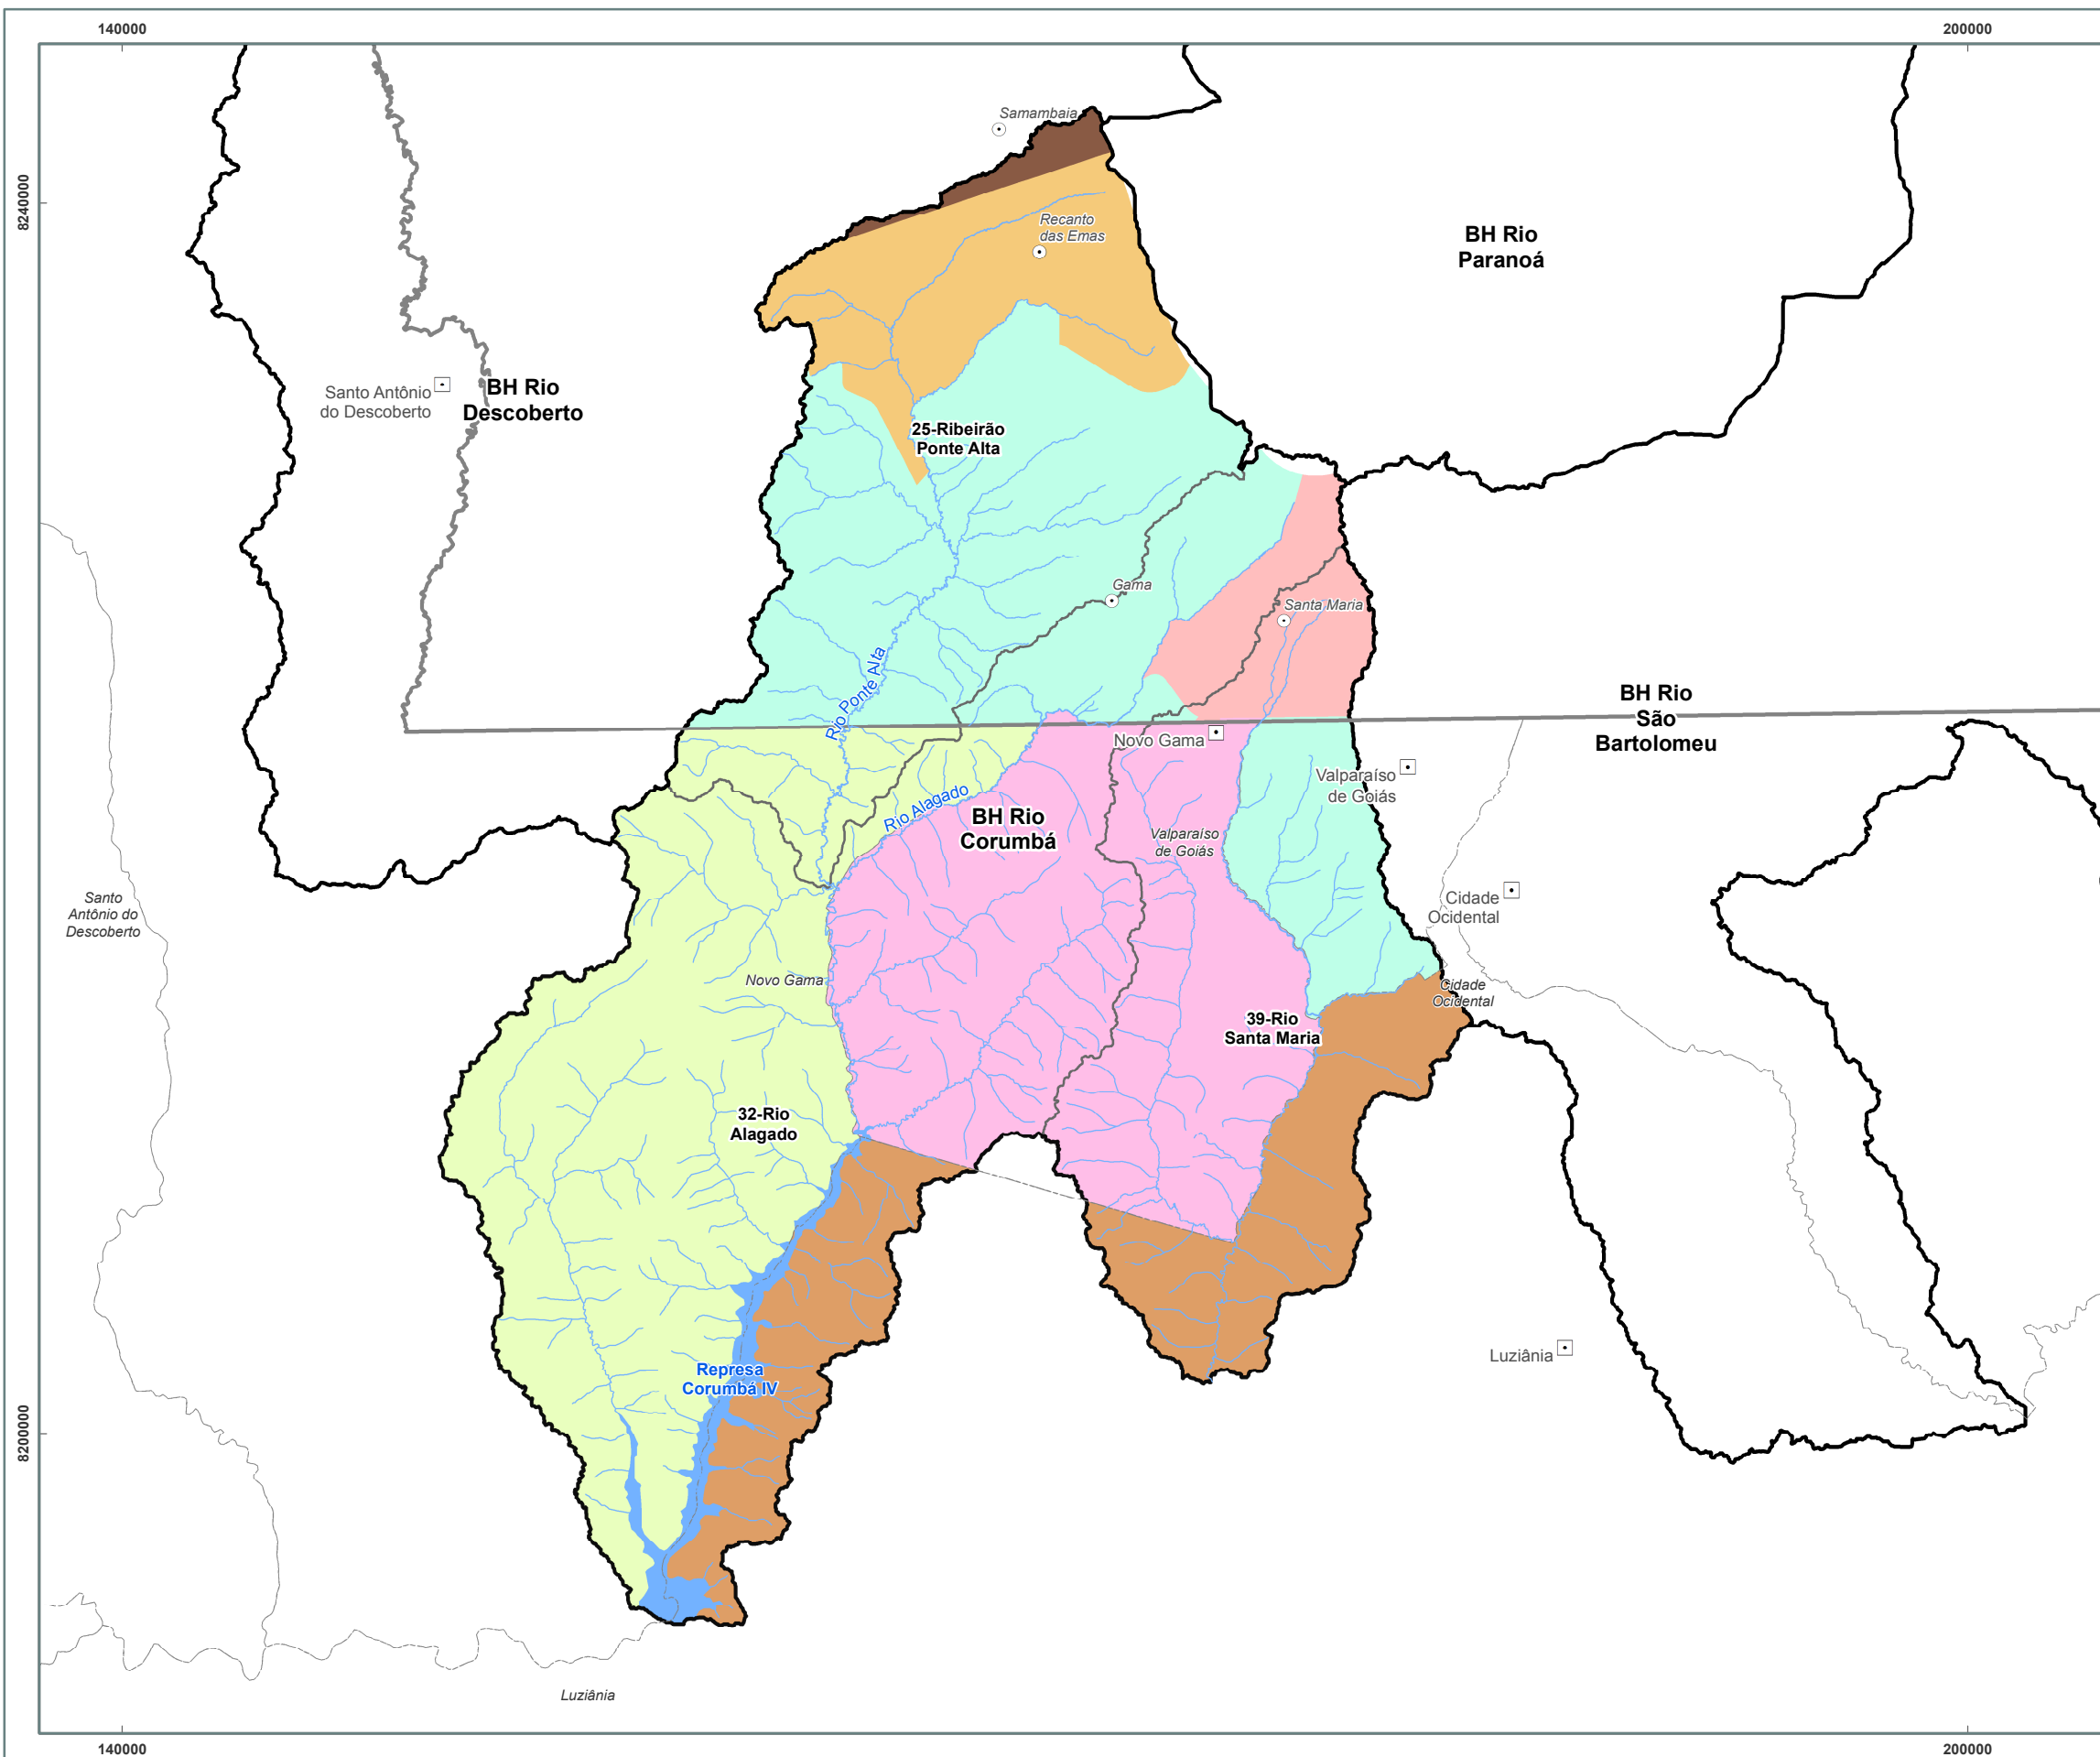 140000
200000
Samambaia
8240000
Recanto
das Emas
BH Rio
Paranoá
Santo Antônio
do Descoberto
BH Rio
Descoberto
25-Ribeirão
Ponte Alta
Gama
Santa Maria
Rio Ponte Alta
BH Rio
São
Bartolomeu
Novo Gama
Valparaíso
de Goiás
Rio Alagado
BH Rio
Corumbá
Valparaíso
de Goiás
Santo
Antônio do
Descoberto
Cidade
Ocidental
Novo Gama
Cidade
Ocidental
39-Rio
Santa Maria
32-Rio
Alagado
Luziânia
Represa
Corumbá IV
8200000
Luziânia
140000
200000